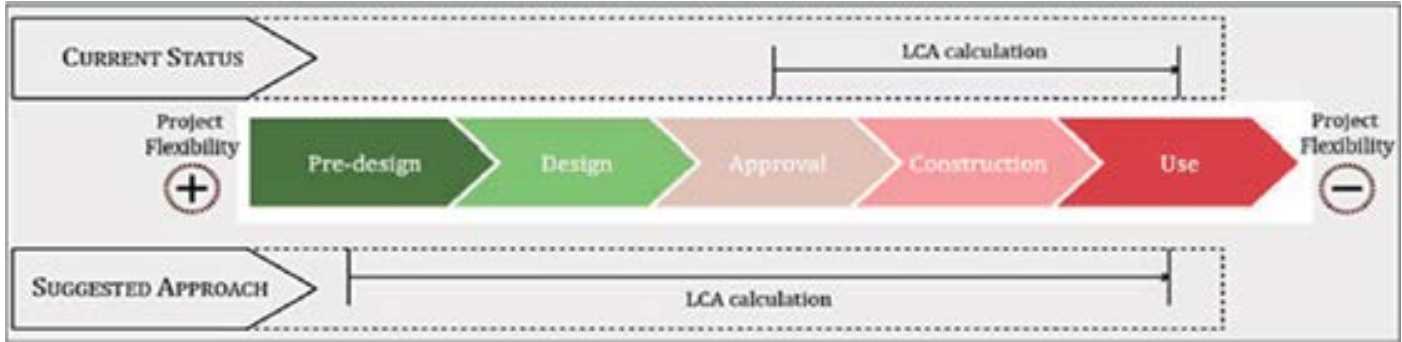 CURRENT STATUS
LCA calculation
Project
Flexibility
+
Pre-design
Design
Approval
Construction
Use
Project
Flexibility
−
SUGGESTED APPROACH
LCA calculation